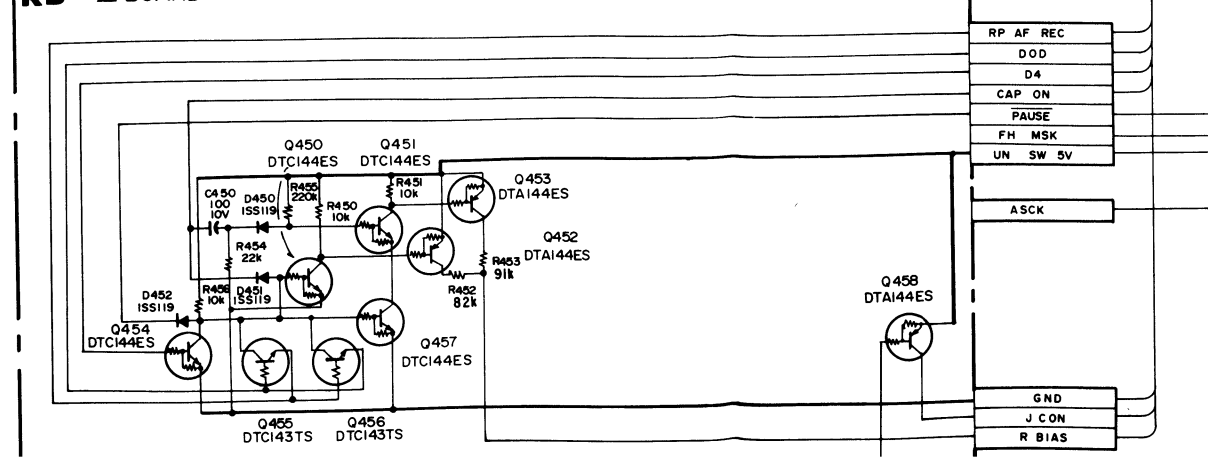 RP AF REC
DOD
D4
CAP ON
PAUSE
FH MSK
UN SW 5V
ASCK
Q450
DTC144ES
Q451
DTC144ES
C450
100
10V
D450
1SS119
R455
220k
R450
10k
R451
10k
Q453
DTA144ES
R454
22k
Q452
DTA144ES
R453
91k
D452
1SS119
10k
D451
1SS119
R452
82k
Q458
DTA144ES
Q454
DTC144ES
Q457
DTC144ES
Q455
DTC143TS
Q456
DTC143TS
GND
J CON
R BIAS